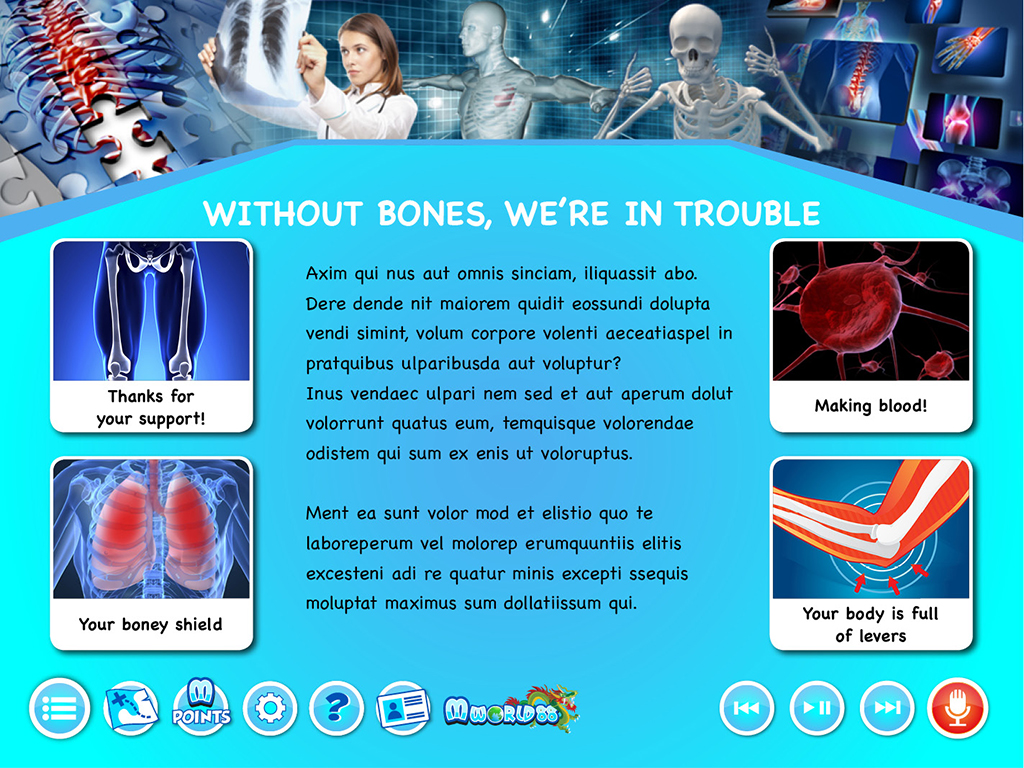 WITHOUT BONES, WE'RE IN TROUBLE
Thanks for
your support!
Your boney shield
Axim qui nus aut omnis sinciam, iliquassit abo.
Dere dende nit maiorem quidit eossundi dolupta
vendi simint, volum corpore volenti aeceatiaspel in
pratquibus ulparibusda aut voluptur?
Inus vendaec ulpari nem sed et aut aperum dolut
volorrunt quatus eum, temquisque volorendae
odistem qui sum ex enis ut voloruptus.
Ment ea sunt volor mod et elistio quo te
laboreperum vel molorep erumquuntiis elitis
excesteni adi re quatur minis excepti ssequis
moluptat maximus sum dollatiissum qui.
Making blood!
Your body is full
of levers
M
POINTS
?
MWORLD88